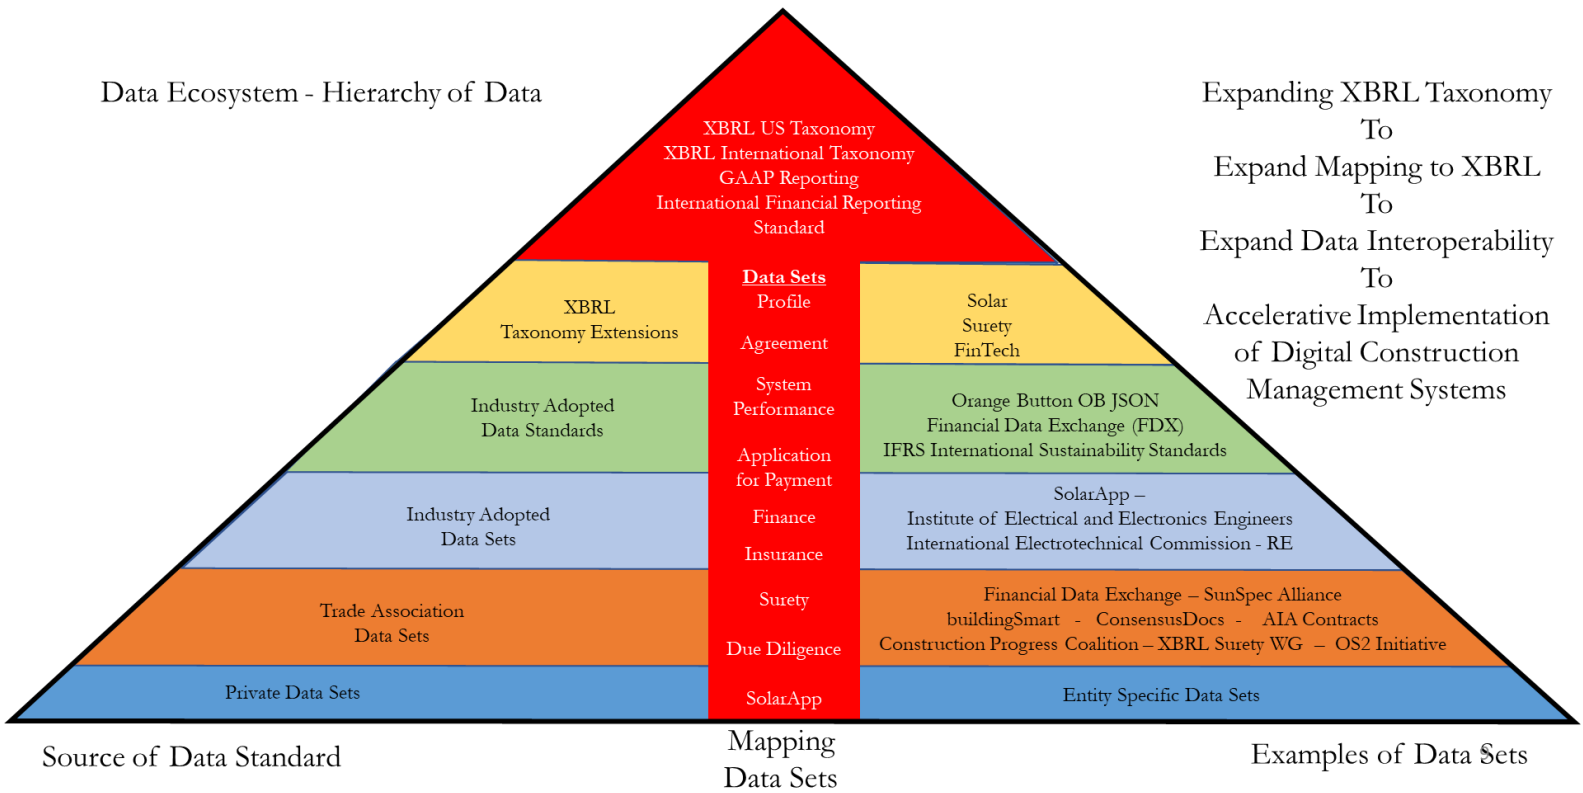 Data Ecosystem - Hierarchy of Data
Expanding XBRL Taxonomy
To
Expand Mapping to XBRL
To
Expand Data Interoperability
To
Accelerative Implementation
of Digital Construction
Management Systems
XBRL US Taxonomy
XBRL International Taxonomy
GAAP Reporting
International Financial Reporting
Standard
Data Sets
Profile
Agreement
System
Performance
Application
for Payment
Finance
Insurance
Surety
Due Diligence
SolarApp
XBRL
Taxonomy Extensions
Solar
Surety
FinTech
Industry Adopted
Data Standards
Orange Button OB JSON
Financial Data Exchange (FDX)
IFRS International Sustainability Standards
Industry Adopted
Data Sets
SolarApp –
Institute of Electrical and Electronics Engineers
International Electrotechnical Commission - RE
Trade Association
Data Sets
Financial Data Exchange – SunSpec Alliance
buildingSmart - ConsensusDocs - AIA Contracts
Construction Progress Coalition – XBRL Surety WG – OS2 Initiative
Private Data Sets
Entity Specific Data Sets
Source of Data Standard
Mapping
Data Sets
Examples of Data Sets